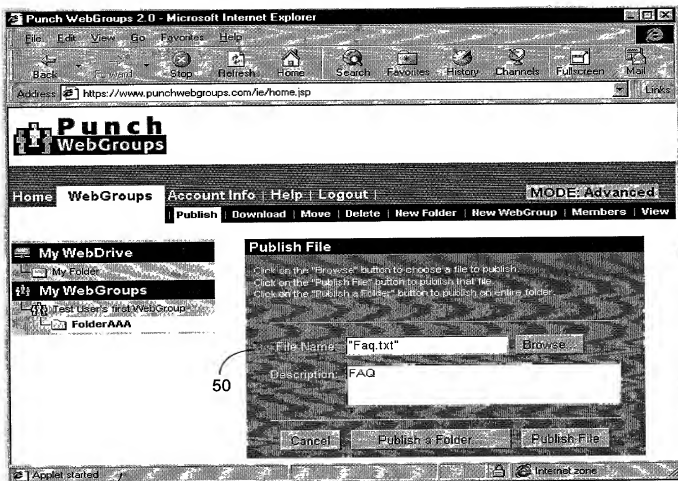 Punch WebGroups 2.0 - Microsoft Internet Explorer
File Edit View Go Favorites Help
Back Forward Stop Refresh Home Search Favorites History Channels Fullscreen Mail
Address https://www.punchwebgroups.com/ie/home.jsp Links
Punch
WebGroups
Home WebGroups Account Info | Help | Logout | MODE: Advanced
| Publish | Download | Move | Delete | New Folder | New WebGroup | Members | View
My WebDrive
My Folder
My WebGroups
Test User's first WebGroup
FolderAAA
Publish File
Click on the "Browse" button to choose a file to publish.
Click on the "Publish File" button to publish that file.
Click on the "Publish a Folder" button to publish an entire folder.
File Name: "Faq.txt" Browse...
50
Description: FAQ
Cancel Publish a Folder... Publish File
Applet started Internet zone